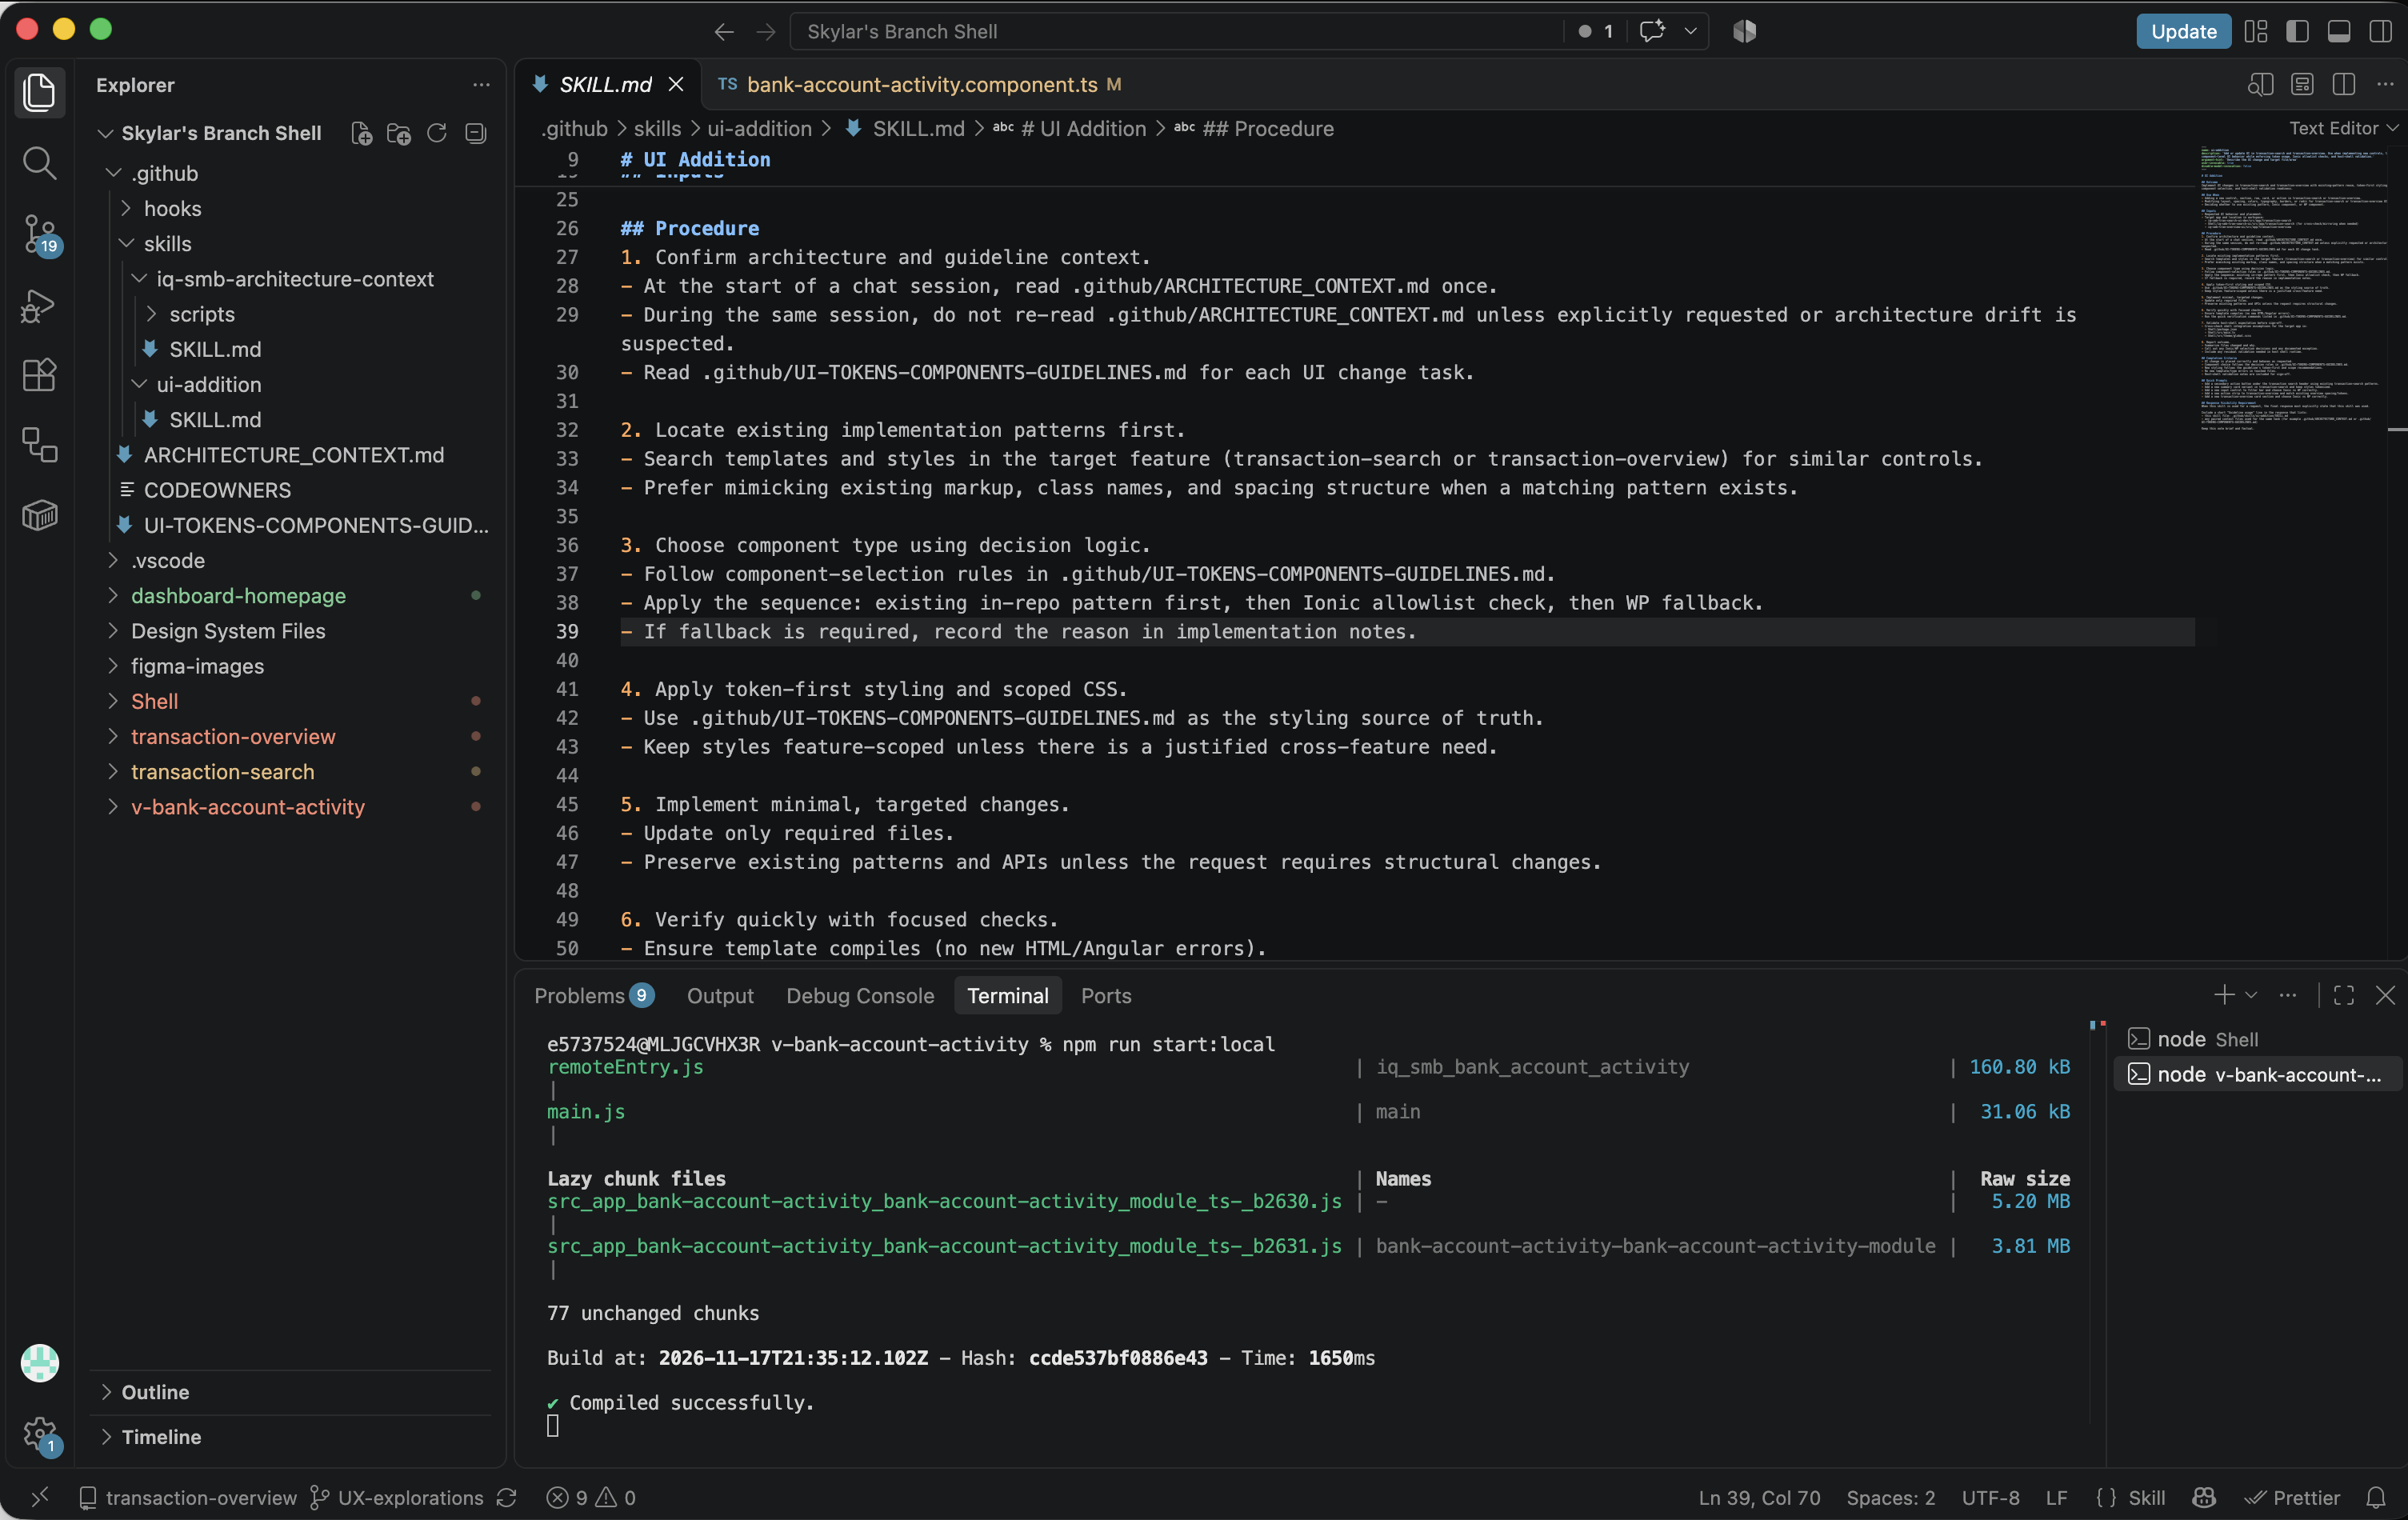 Skylar's Branch Shell
1
Update
Explorer
Skylar's Branch Shell
.github
hooks
skills
iq-smb-architecture-context
scripts
SKILL.md
ui-addition
SKILL.md
ARCHITECTURE_CONTEXT.md
CODEOWNERS
UI-TOKENS-COMPONENTS-GUID...
.vscode
dashboard-homepage
Design System Files
figma-images
Shell
transaction-overview
transaction-search
v-bank-account-activity
Outline
Timeline
19
1
SKILL.md
TS bank-account-activity.component.ts M
.github > skills > ui-addition > SKILL.md > abc # UI Addition > abc ## Procedure
Text Editor
9 # UI Addition
19 ## Inputs
25
26 ## Procedure
27 1. Confirm architecture and guideline context.
28 - At the start of a chat session, read .github/ARCHITECTURE_CONTEXT.md once.
29 - During the same session, do not re-read .github/ARCHITECTURE_CONTEXT.md unless explicitly requested or architecture drift is
suspected.
30 - Read .github/UI-TOKENS-COMPONENTS-GUIDELINES.md for each UI change task.
31
32 2. Locate existing implementation patterns first.
33 - Search templates and styles in the target feature (transaction-search or transaction-overview) for similar controls.
34 - Prefer mimicking existing markup, class names, and spacing structure when a matching pattern exists.
35
36 3. Choose component type using decision logic.
37 - Follow component-selection rules in .github/UI-TOKENS-COMPONENTS-GUIDELINES.md.
38 - Apply the sequence: existing in-repo pattern first, then Ionic allowlist check, then WP fallback.
39 - If fallback is required, record the reason in implementation notes.
40
41 4. Apply token-first styling and scoped CSS.
42 - Use .github/UI-TOKENS-COMPONENTS-GUIDELINES.md as the styling source of truth.
43 - Keep styles feature-scoped unless there is a justified cross-feature need.
44
45 5. Implement minimal, targeted changes.
46 - Update only required files.
47 - Preserve existing patterns and APIs unless the request requires structural changes.
48
49 6. Verify quickly with focused checks.
50 - Ensure template compiles (no new HTML/Angular errors).
Problems 9 Output Debug Console Terminal Ports
e5737524@MLJGCVHX3R v-bank-account-activity % npm run start:local
remoteEntry.js | iq_smb_bank_account_activity | 160.80 kB
|
main.js | main | 31.06 kB
|
Lazy chunk files | Names | Raw size
src_app_bank-account-activity_bank-account-activity_module_ts-_b2630.js | - | 5.20 MB
|
src_app_bank-account-activity_bank-account-activity_module_ts-_b2631.js | bank-account-activity-bank-account-activity-module | 3.81 MB
|
77 unchanged chunks
Build at: 2026-11-17T21:35:12.102Z - Hash: ccde537bf0886e43 - Time: 1650ms
✔ Compiled successfully.
node Shell
node v-bank-account-...
transaction-overview UX-explorations 9 0
Ln 39, Col 70 Spaces: 2 UTF-8 LF {} Skill Prettier